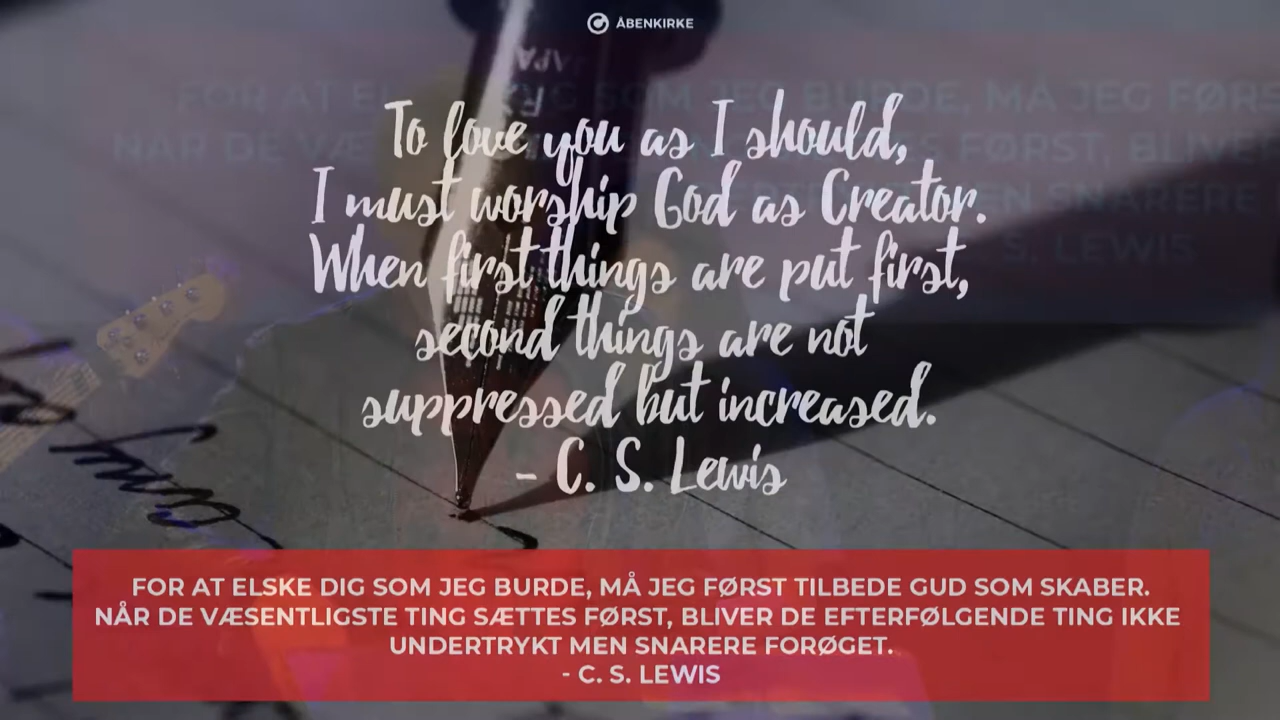 ÅBENKIRKE
To love you as I should,
I must worship God as Creator.
When first things are put first,
second things are not
suppressed but increased.
- C. S. Lewis
FOR AT ELSKE DIG SOM JEG BURDE, MÅ JEG FØRST TILBEDE GUD SOM SKABER.
NÅR DE VÆSENTLIGSTE TING SÆTTES FØRST, BLIVER DE EFTERFØLGENDE TING IKKE
UNDERTRYKT MEN SNARERE FORØGET.
- C. S. LEWIS